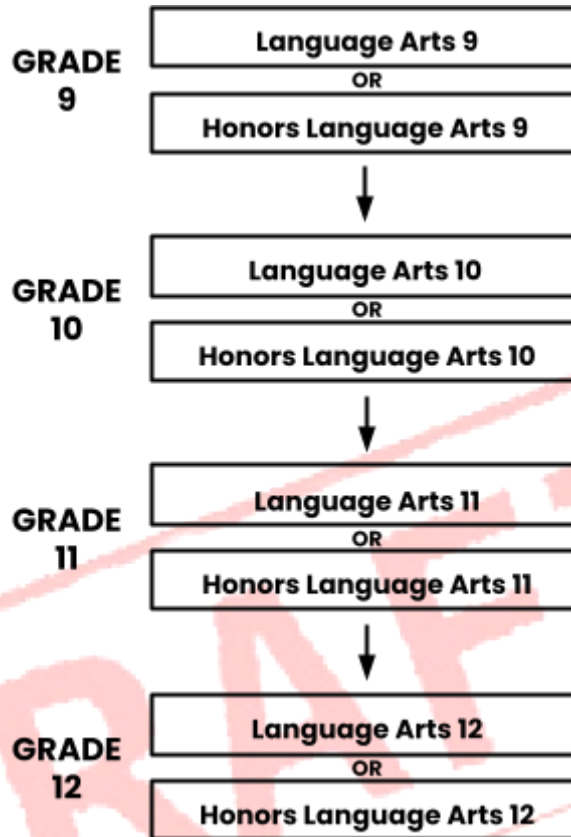 GRADE
9
Language Arts 9
OR
Honors Language Arts 9
GRADE
10
Language Arts 10
OR
Honors Language Arts 10
GRADE
11
Language Arts 11
OR
Honors Language Arts 11
GRADE
12
Language Arts 12
OR
Honors Language Arts 12